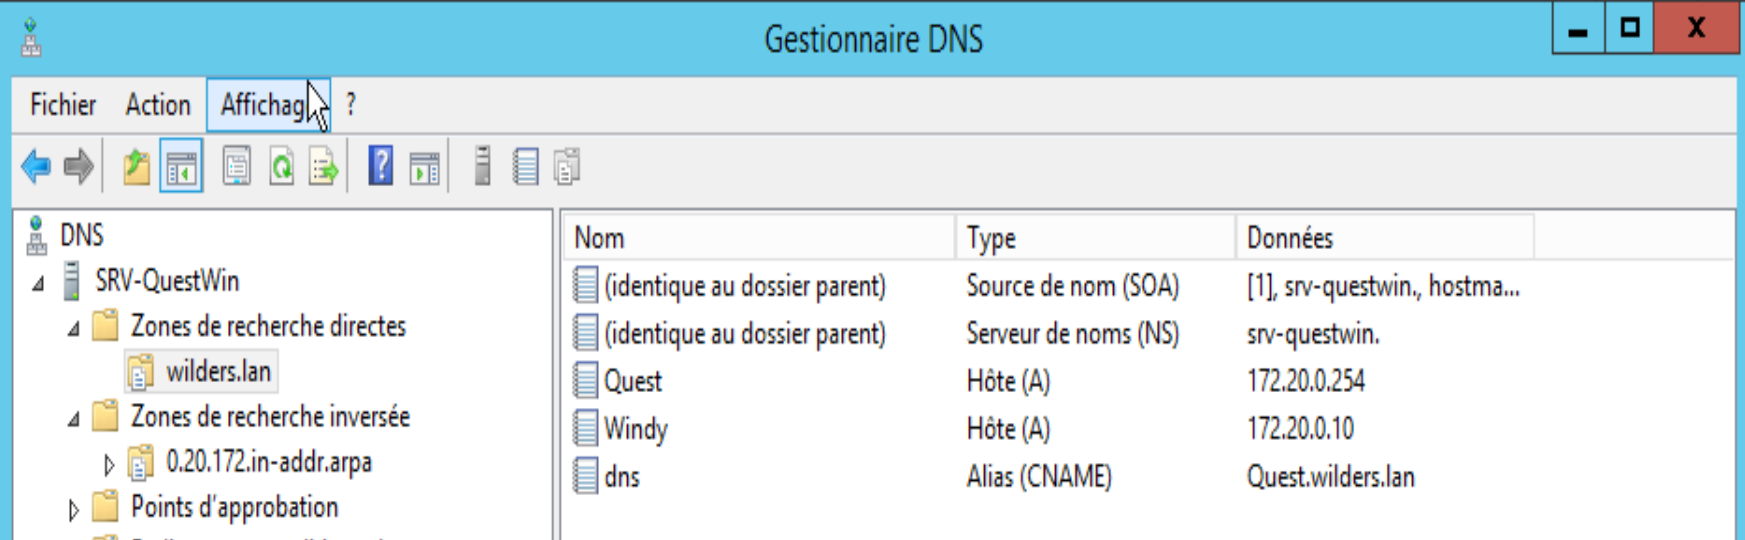 Gestionnaire DNS
X
Fichier Action Affichag ?
?
DNS
SRV-QuestWin
Zones de recherche directes
wilders.lan
Zones de recherche inversée
0.20.172.in-addr.arpa
Points d'approbation
Nom Type Données
(identique au dossier parent) Source de nom (SOA) [1], srv-questwin., hostma...
(identique au dossier parent) Serveur de noms (NS) srv-questwin.
Quest Hôte (A) 172.20.0.254
Windy Hôte (A) 172.20.0.10
dns Alias (CNAME) Quest.wilders.lan